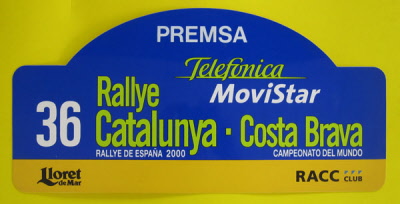 PREMSA
Telefónica
MoviStar
36
Rallye
Catalunya · Costa Brava
RALLYE DE ESPAÑA 2000 CAMPEONATO DEL MUNDO
Lloret
de Mar
RACC CLUB